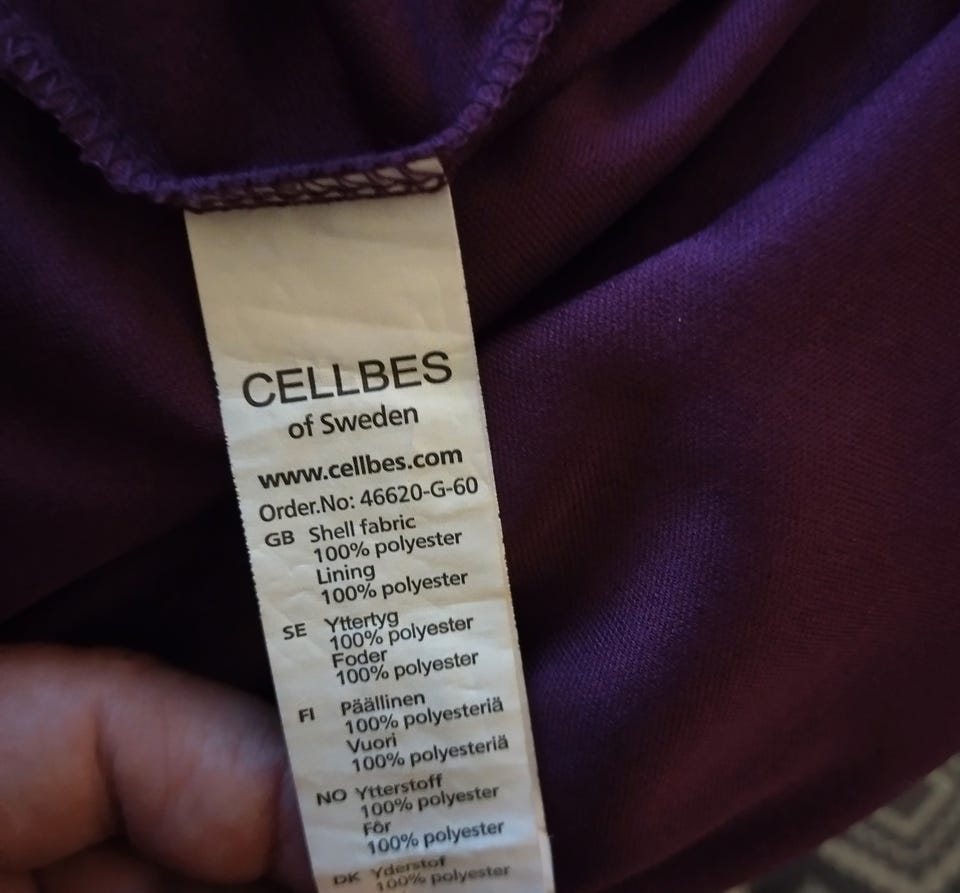 CELLBES
of Sweden
www.cellbes.com
Order.No: 46620-G-60
GB Shell fabric
100% polyester
Lining
100% polyester
SE Yttertyg
100% polyester
Foder
100% polyester
FI Päällinen
100% polyesteriä
Vuori
100% polyesteriä
NO Ytterstoff
100% polyester
Fôr
100% polyester
DK Yderstof
100% polyester